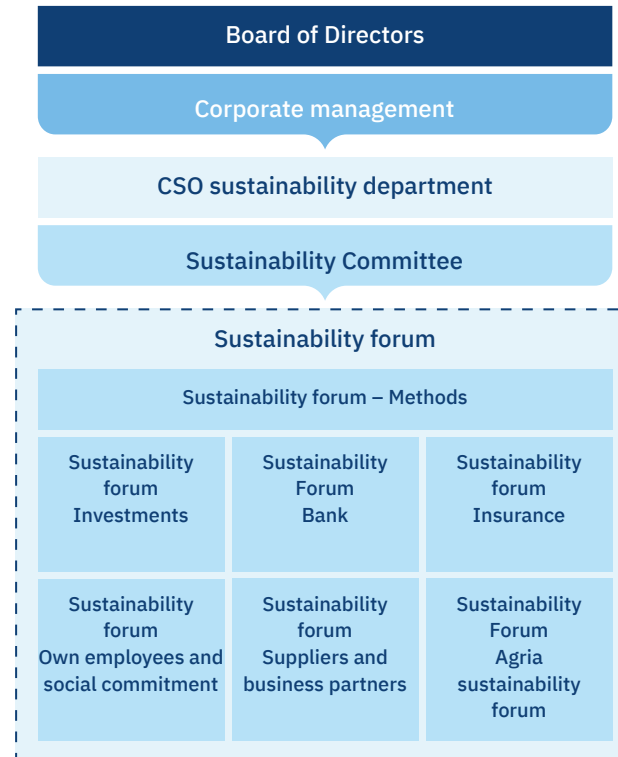 Board of Directors
Corporate management
CSO sustainability department
Sustainability Committee
Sustainability forum
Sustainability forum – Methods
Sustainability
forum
Investments
Sustainability
Forum
Bank
Sustainability
forum
Insurance
Sustainability
forum
Own employees and
social commitment
Sustainability
forum
Suppliers and
business partners
Sustainability
Forum
Agria
sustainability
forum